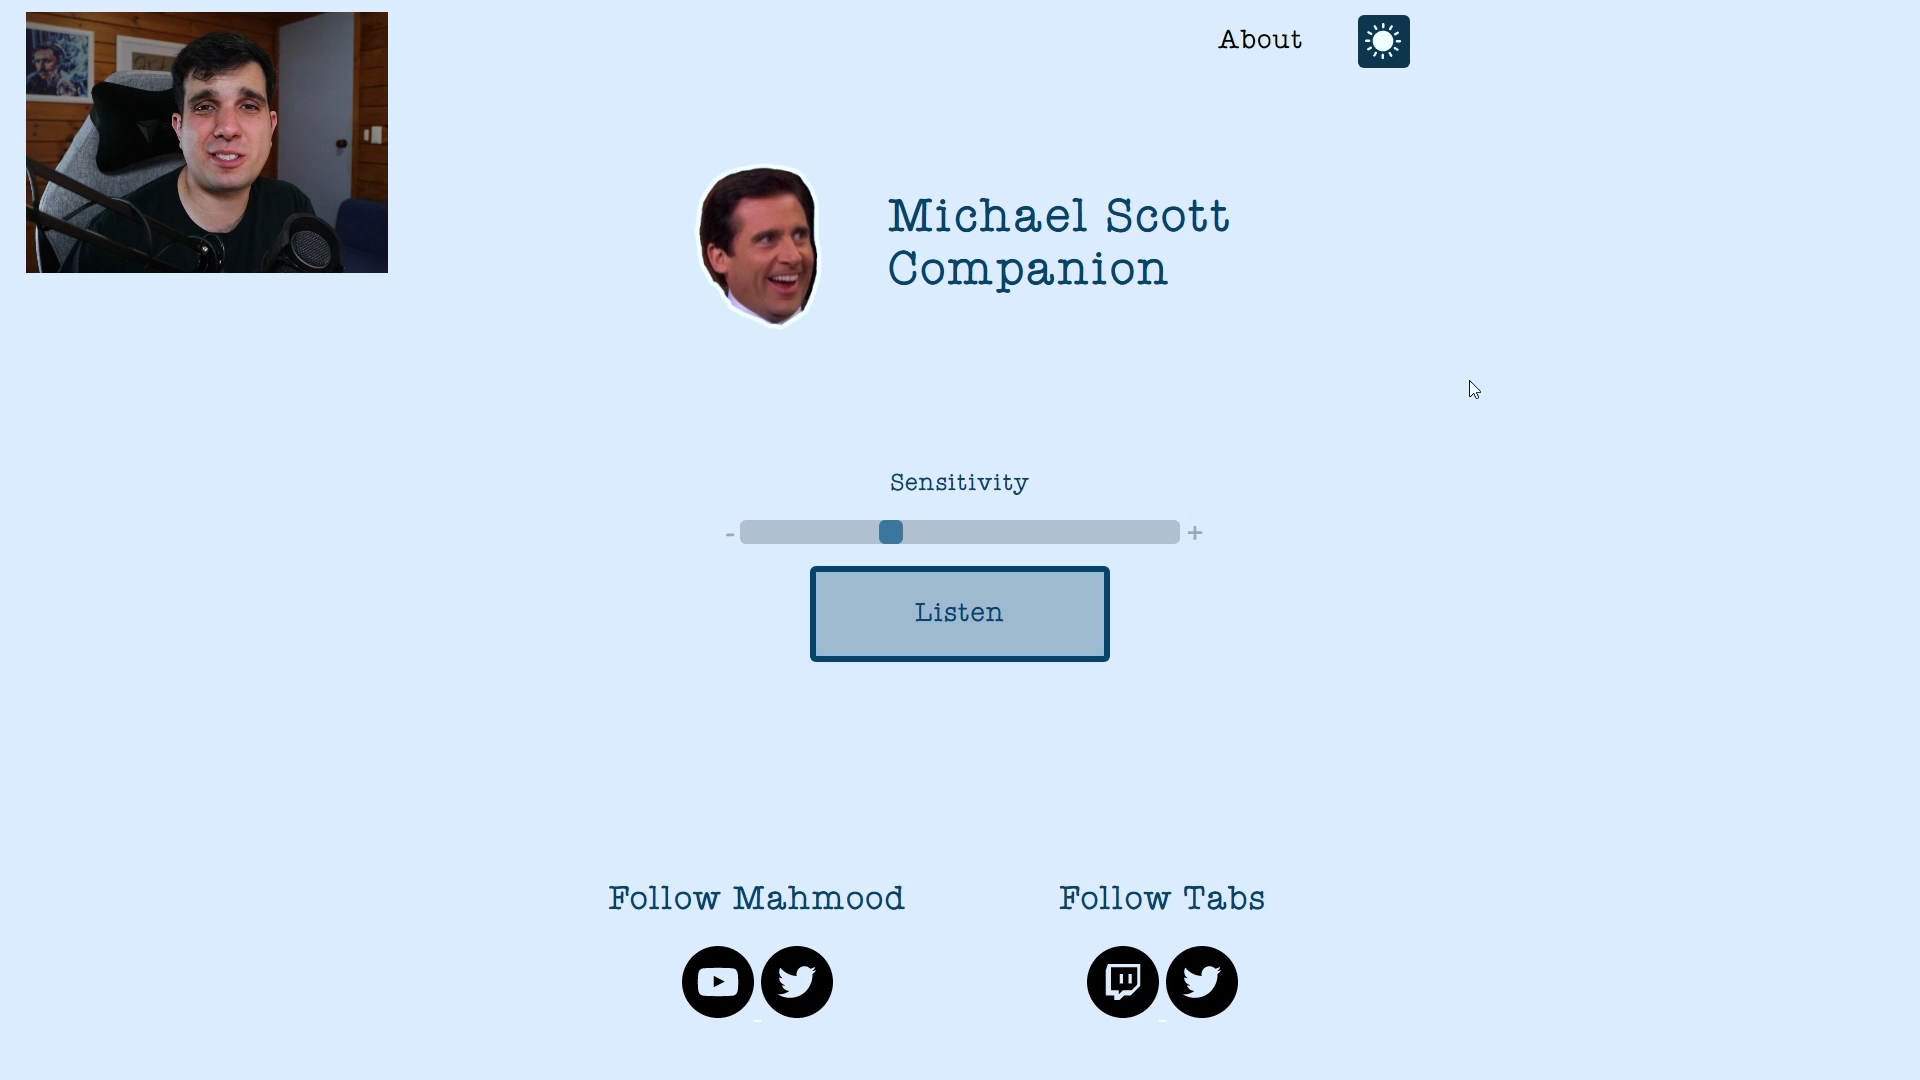 About
Michael Scott
Companion
Sensitivity
- +
Listen
Follow Mahmood
Follow Tabs